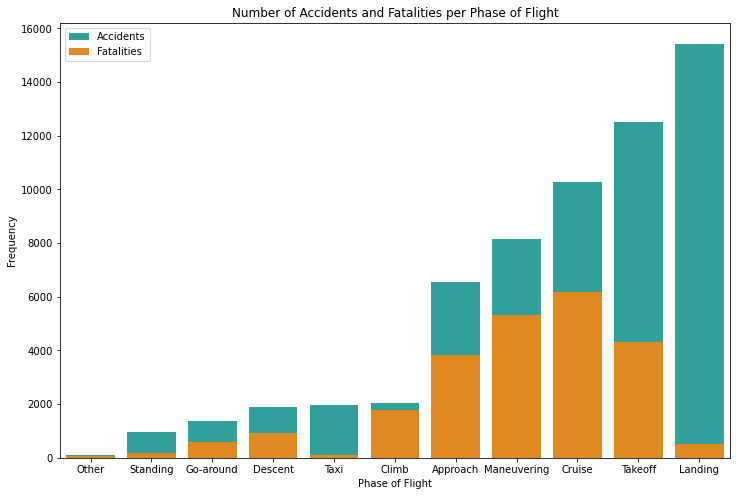 Number of Accidents and Fatalities per Phase of Flight
Accidents
Fatalities
16000
14000
12000
10000
8000
6000
4000
2000
0
Frequency
Other Standing Go-around Descent Taxi Climb Approach Maneuvering Cruise Takeoff Landing
Phase of Flight